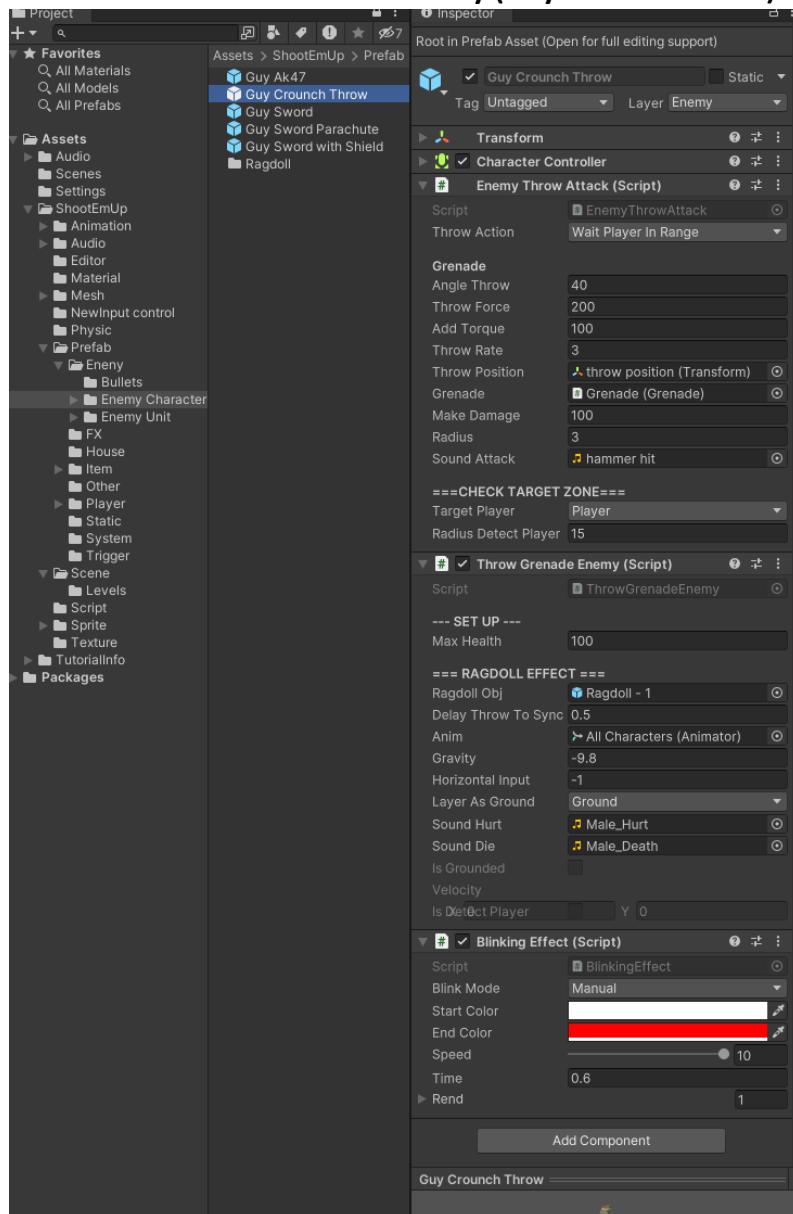 Project
Favorites
All Materials
All Models
All Prefabs
Assets
Audio
Scenes
Settings
ShootEmUp
Animation
Audio
Editor
Material
Mesh
NewInput control
Physic
Prefab
Eneny
Bullets
Enemy Character
Enemy Unit
FX
House
Item
Other
Player
Static
System
Trigger
Scene
Levels
Script
Sprite
Texture
TutorialInfo
Packages
7
Assets > ShootEmUp > Prefab
Guy Ak47
Guy Crounch Throw
Guy Sword
Guy Sword Parachute
Guy Sword with Shield
Ragdoll
Inspector
Root in Prefab Asset (Open for full editing support)
Guy Crounch Throw Static
Tag Untagged Layer Enemy
Transform
Character Controller
Enemy Throw Attack (Script)
Script EnemyThrowAttack
Throw Action Wait Player In Range
Grenade
Angle Throw 40
Throw Force 200
Add Torque 100
Throw Rate 3
Throw Position throw position (Transform)
Grenade Grenade (Grenade)
Make Damage 100
Radius 3
Sound Attack hammer hit
===CHECK TARGET ZONE===
Target Player Player
Radius Detect Player 15
Throw Grenade Enemy (Script)
Script ThrowGrenadeEnemy
--- SET UP ---
Max Health 100
=== RAGDOLL EFFECT ===
Ragdoll Obj Ragdoll - 1
Delay Throw To Sync 0.5
Anim All Characters (Animator)
Gravity -9.8
Horizontal Input -1
Layer As Ground Ground
Sound Hurt Male_Hurt
Sound Die Male_Death
Is Grounded
Velocity
Is Detect Player X 0 Y 0
Blinking Effect (Script)
Script BlinkingEffect
Blink Mode Manual
Start Color
End Color
Speed 10
Time 0.6
Rend 1
Add Component
Guy Crounch Throw